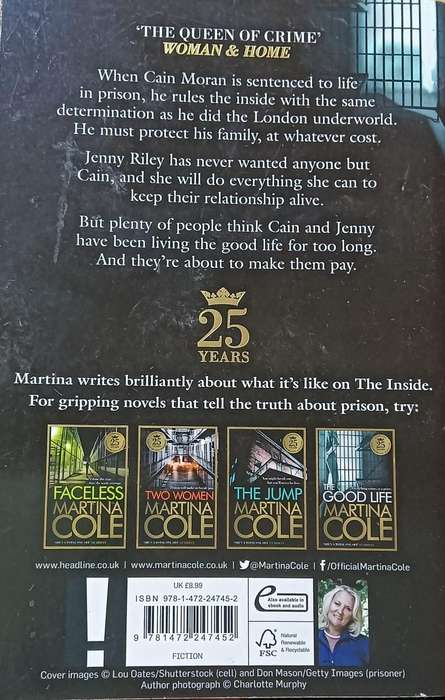 'THE QUEEN OF CRIME'
WOMAN & HOME
When Cain Moran is sentenced to life
in prison, he rules the inside with the same
determination as he did the London underworld.
He must protect his family, at whatever cost.
Jenny Riley has never wanted anyone but
Cain, and she will do everything she can to
keep their relationship alive.
But plenty of people think Cain and Jenny
have been living the good life for too long.
And they're about to make them pay.
25
YEARS
Martina writes brilliantly about what it's like on The Inside.
For gripping novels that tell the truth about prison, try:
FACELESS
MARTINA
COLE
TWO WOMEN
MARTINA
COLE
THE JUMP
MARTINA
COLE
THE
GOOD LIFE
MARTINA
COLE
www.headline.co.uk | www.martinacole.co.uk | @MartinaCole | f/OfficialMartinaCole
!
UK £8.99
ISBN 978-1-472-24745-2
9 781472 247452
FICTION
e
Also available in
ebook and audio
FSC
Natural
Renewable
& Recyclable
Cover images © Lou Oates/Shutterstock (cell) and Don Mason/Getty Images (prisoner)
Author photograph © Charlotte Murphy